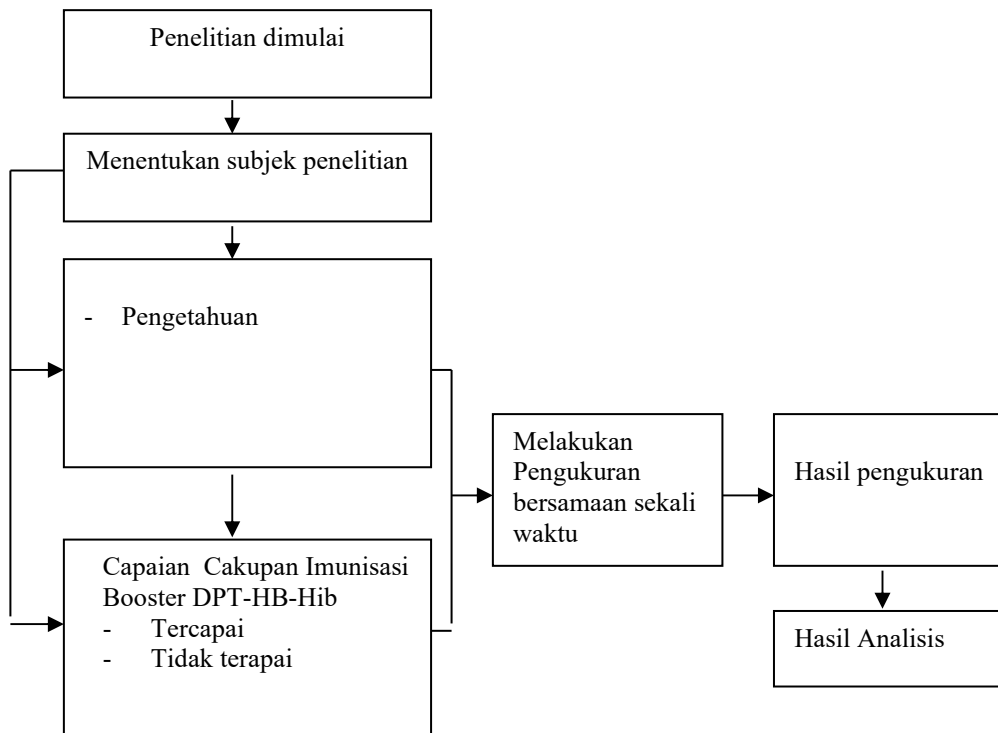 Penelitian dimulai
Menentukan subjek penelitian
- Pengetahuan
Capaian Cakupan Imunisasi
Booster DPT-HB-Hib
- Tercapai
- Tidak terapai
Melakukan
Pengukuran
bersamaan sekali
waktu
Hasil pengukuran
Hasil Analisis